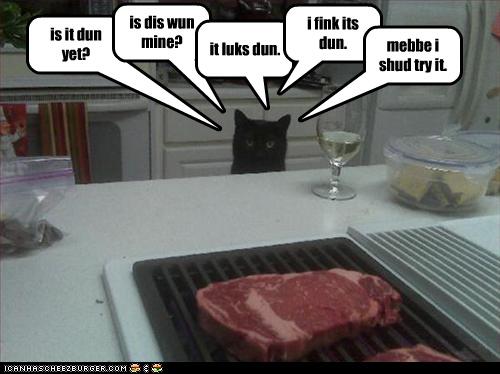 is it dun
yet?
is dis wun
mine?
it luks dun.
i fink its
dun.
mebbe i
shud try it.
ICANHASCHEEZBURGER.COM